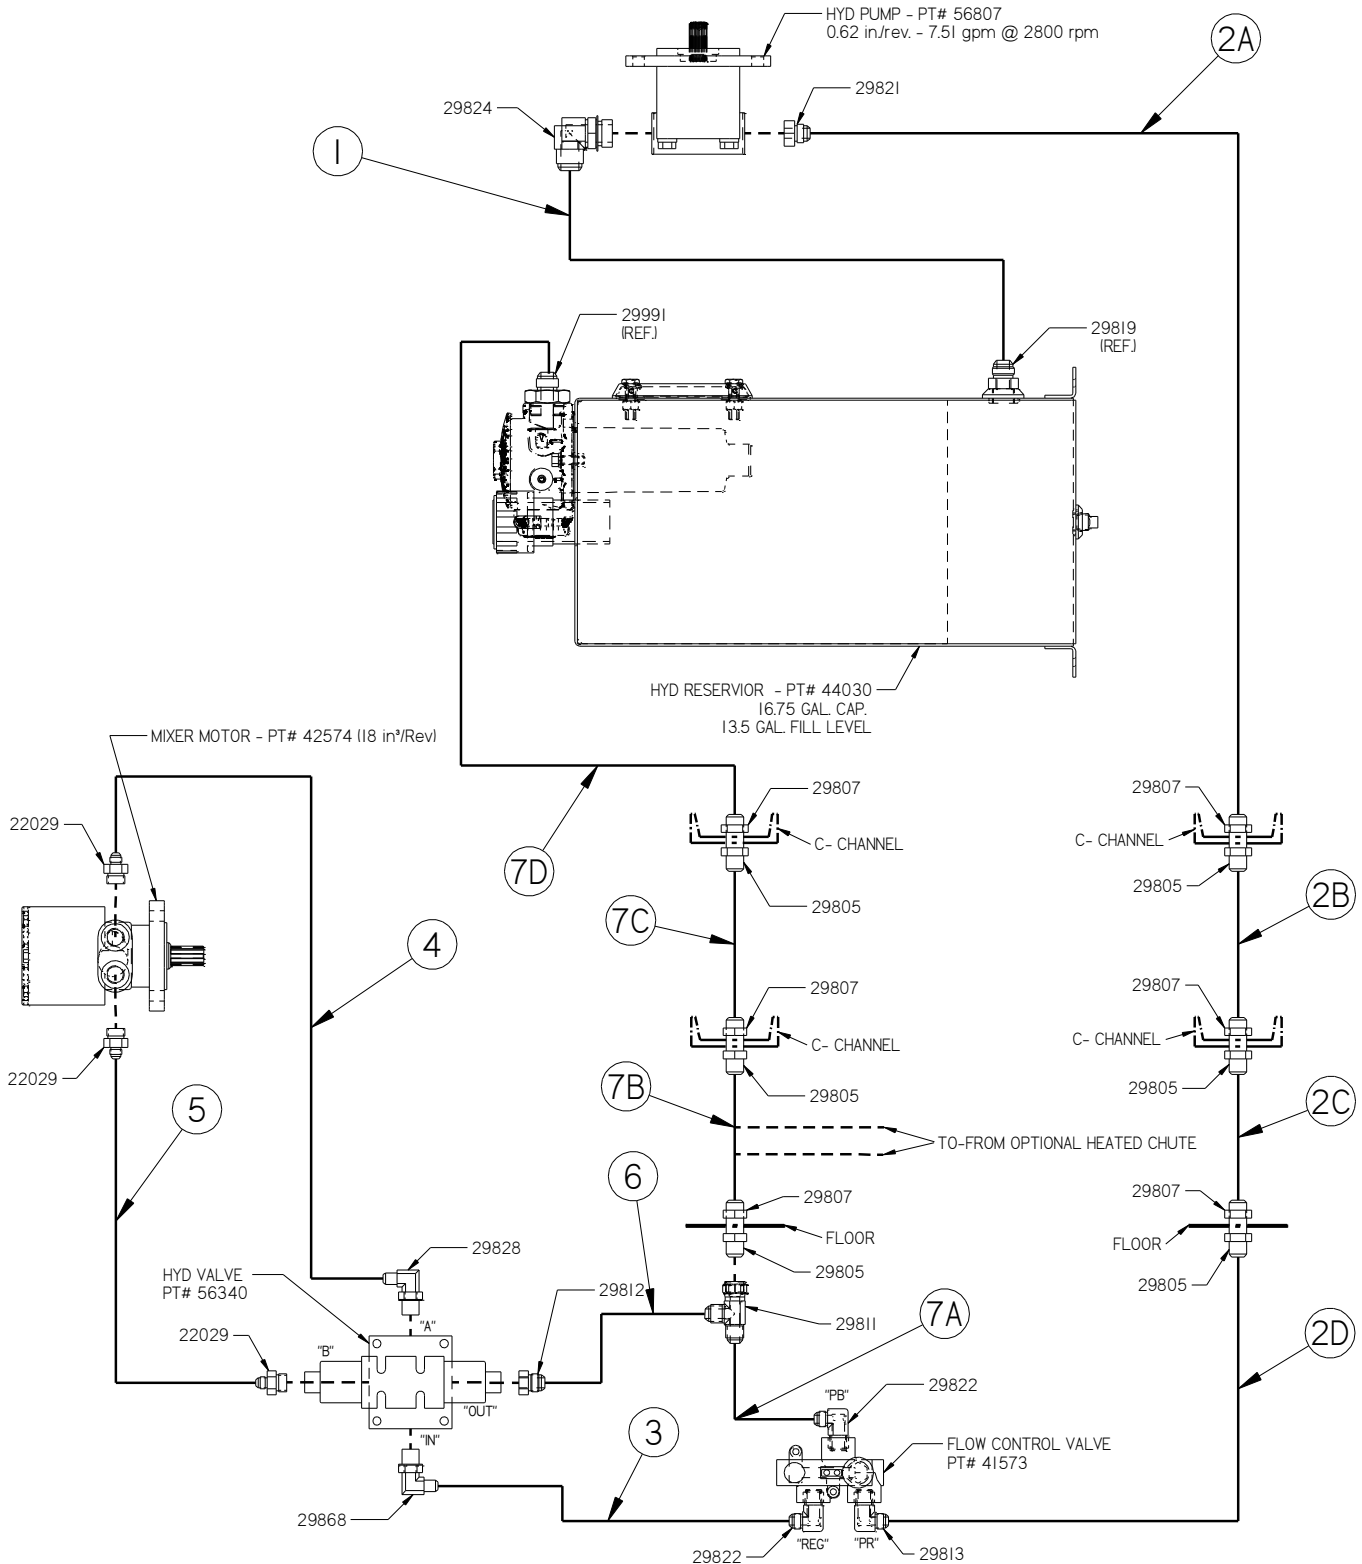 HYD PUMP - PT# 56807
0.62 in./rev. - 7.51 gpm @ 2800 rpm
2A
29821
29824
1
29991
(REF.)
29819
(REF.)
HYD RESERVIOR - PT# 44030
16.75 GAL. CAP.
13.5 GAL. FILL LEVEL
MIXER MOTOR - PT# 42574 (18 in³/Rev)
29807
29807
22029
C- CHANNEL
C- CHANNEL
7D
29805
29805
7C
2B
4
29807
29807
C- CHANNEL
C- CHANNEL
22029
29805
29805
7B
5
2C
TO-FROM OPTIONAL HEATED CHUTE
6
29807
29807
FLOOR
FLOOR
29828
HYD VALVE
PT# 56340
29805
29805
29812
7A
29811
"A"
22029
"B"
2D
29822
"PB"
"OUT"
"IN"
3
FLOW CONTROL VALVE
PT# 41573
29868
29822
"REG"
"PR"
29813